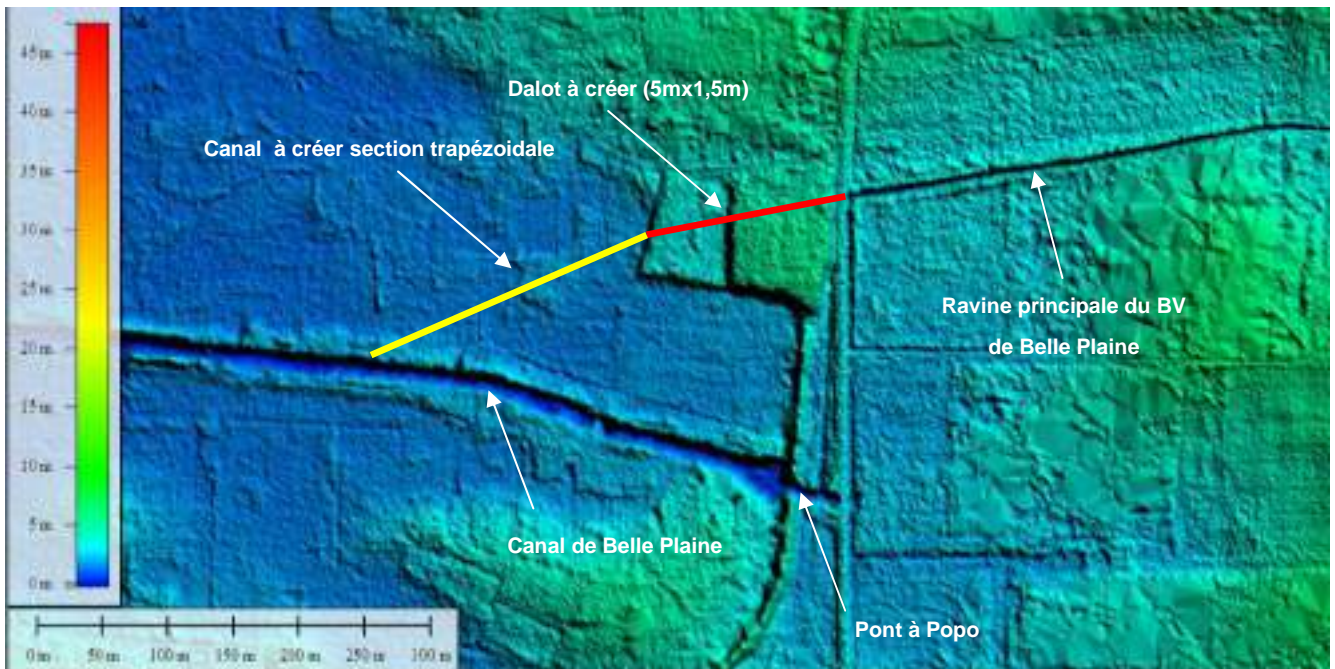 45 m
40 m
35 m
30 m
25 m
20 m
15 m
10 m
5 m
0 m
Dalot à créer (5mx1,5m)
Canal à créer section trapézoidale
Ravine principale du BV
de Belle Plaine
Canal de Belle Plaine
Pont à Popo
0 m 50 m 100 m 150 m 200 m 250 m 300 m